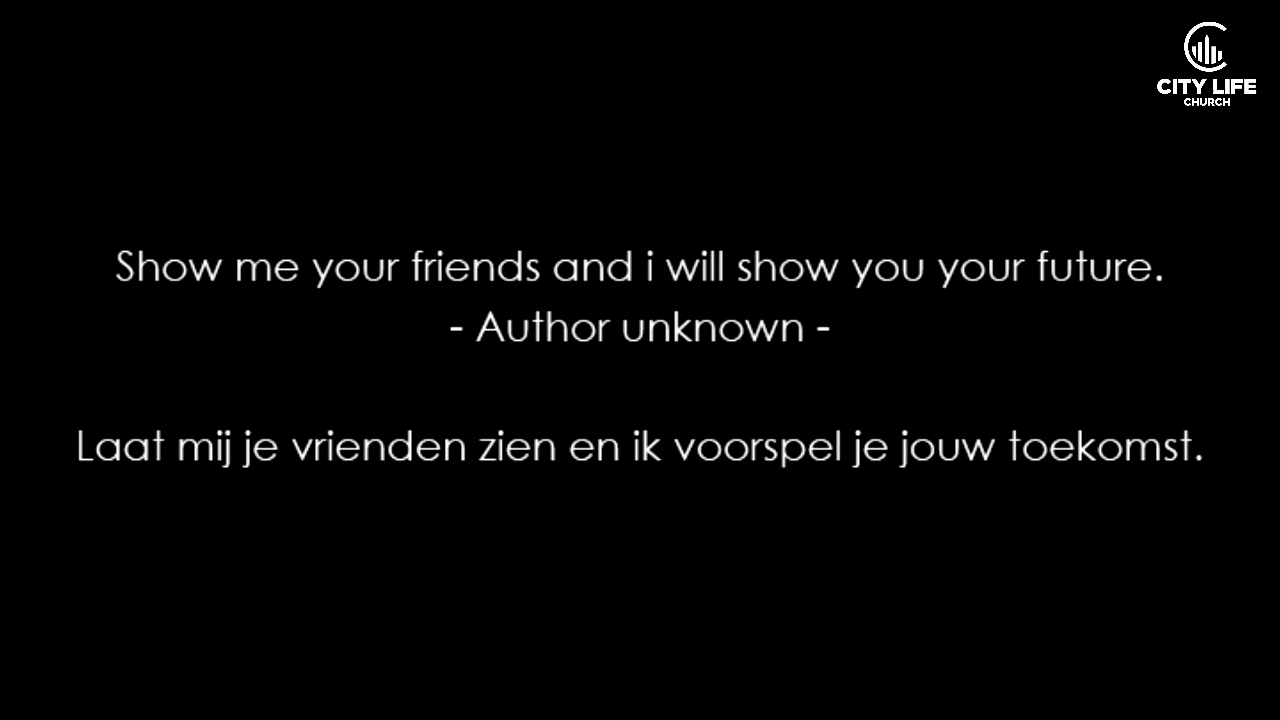 CITY LIFE
CHURCH
Show me your friends and i will show you your future.
- Author unknown -
Laat mij je vrienden zien en ik voorspel je jouw toekomst.